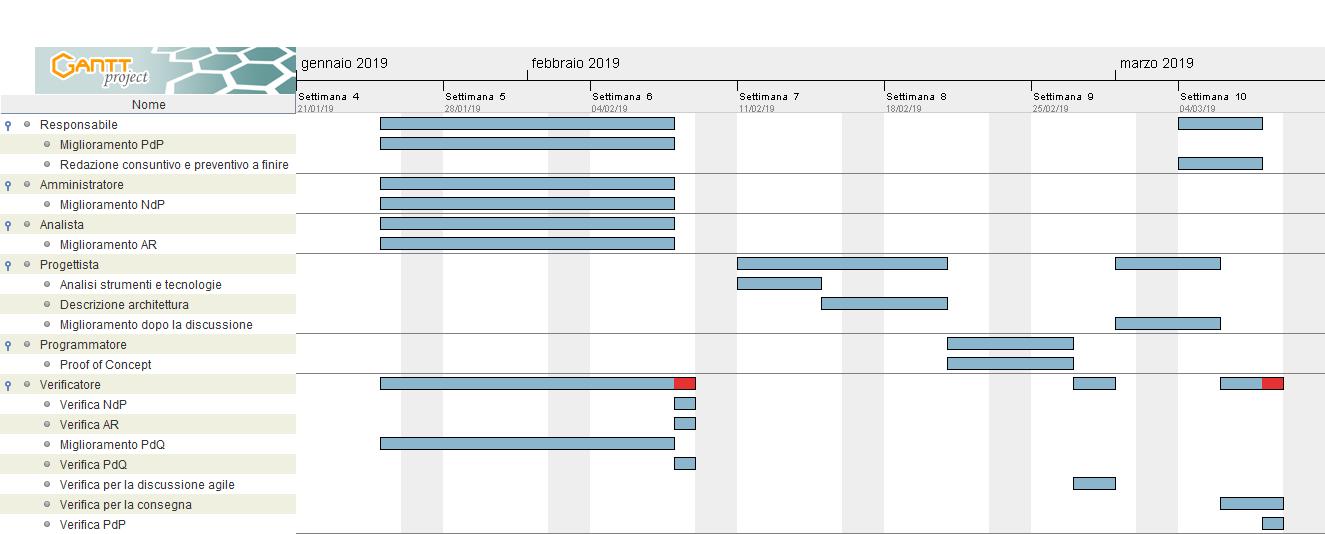 GANTT
project
gennaio 2019
febbraio 2019
marzo 2019
Nome
Settimana 4
Settimana 5
Settimana 6
Settimana 7
Settimana 8
Settimana 9
Settimana 10
21/01/19
28/01/19
04/02/19
11/02/19
18/02/19
25/02/19
04/03/19
Responsabile
Miglioramento PdP
Redazione consuntivo e preventivo a finire
Amministratore
Miglioramento NdP
Analista
Miglioramento AR
Progettista
Analisi strumenti e tecnologie
Descrizione architettura
Miglioramento dopo la discussione
Programmatore
Proof of Concept
Verificatore
Verifica NdP
Verifica AR
Miglioramento PdQ
Verifica PdQ
Verifica per la discussione agile
Verifica per la consegna
Verifica PdP